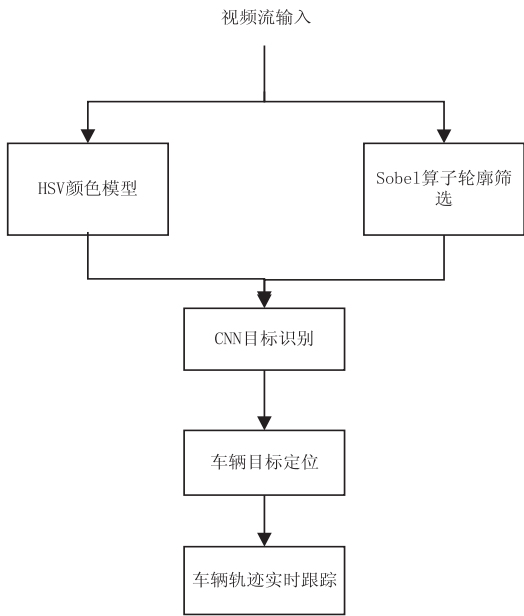 视频流输入
HSV颜色模型
Sobel算子轮廓筛
选
CNN目标识别
车辆目标定位
车辆轨迹实时跟踪